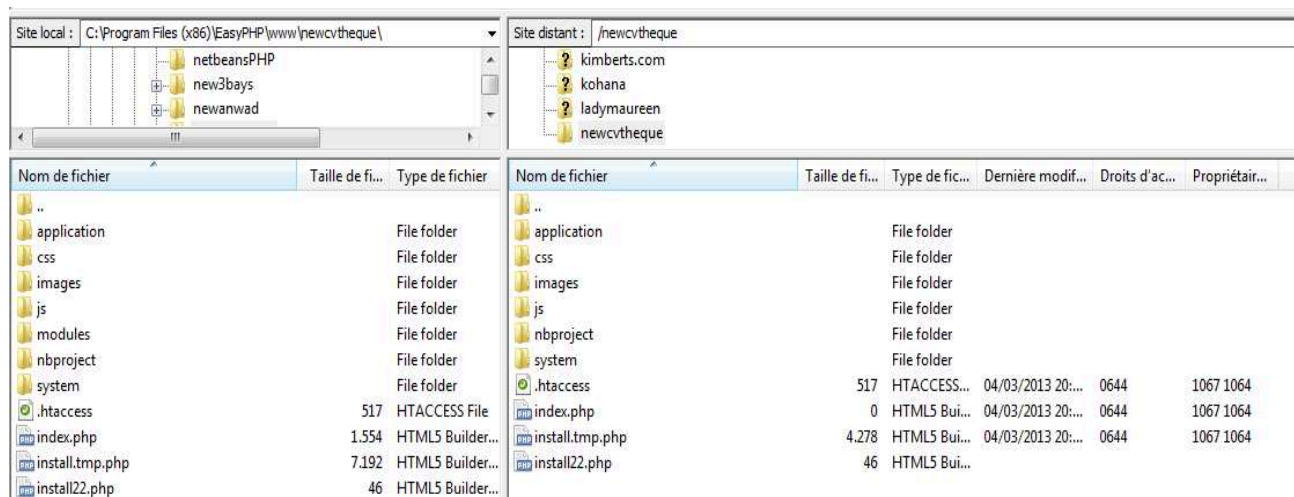 Site local : C:\Program Files (x86)\EasyPHP\www\newcvtheque\
netbeansPHP
new3bays
newanwad
Site distant : /newcvtheque
kimberts.com
kohana
ladymaureen
newcvtheque
Nom de fichier Taille de fi... Type de fichier
..
application File folder
css File folder
images File folder
js File folder
modules File folder
nbproject File folder
system File folder
.htaccess 517 HTACCESS File
index.php 1.554 HTML5 Builder...
install.tmp.php 7.192 HTML5 Builder...
install22.php 46 HTML5 Builder...
Nom de fichier Taille de fi... Type de fic... Dernière modif... Droits d'ac... Propriétair...
..
application File folder
css File folder
images File folder
js File folder
nbproject File folder
system File folder
.htaccess 517 HTACCESS... 04/03/2013 20:... 0644 1067 1064
index.php 0 HTML5 Bui... 04/03/2013 20:... 0644 1067 1064
install.tmp.php 4.278 HTML5 Bui... 04/03/2013 20:... 0644 1067 1064
install22.php 46 HTML5 Bui...